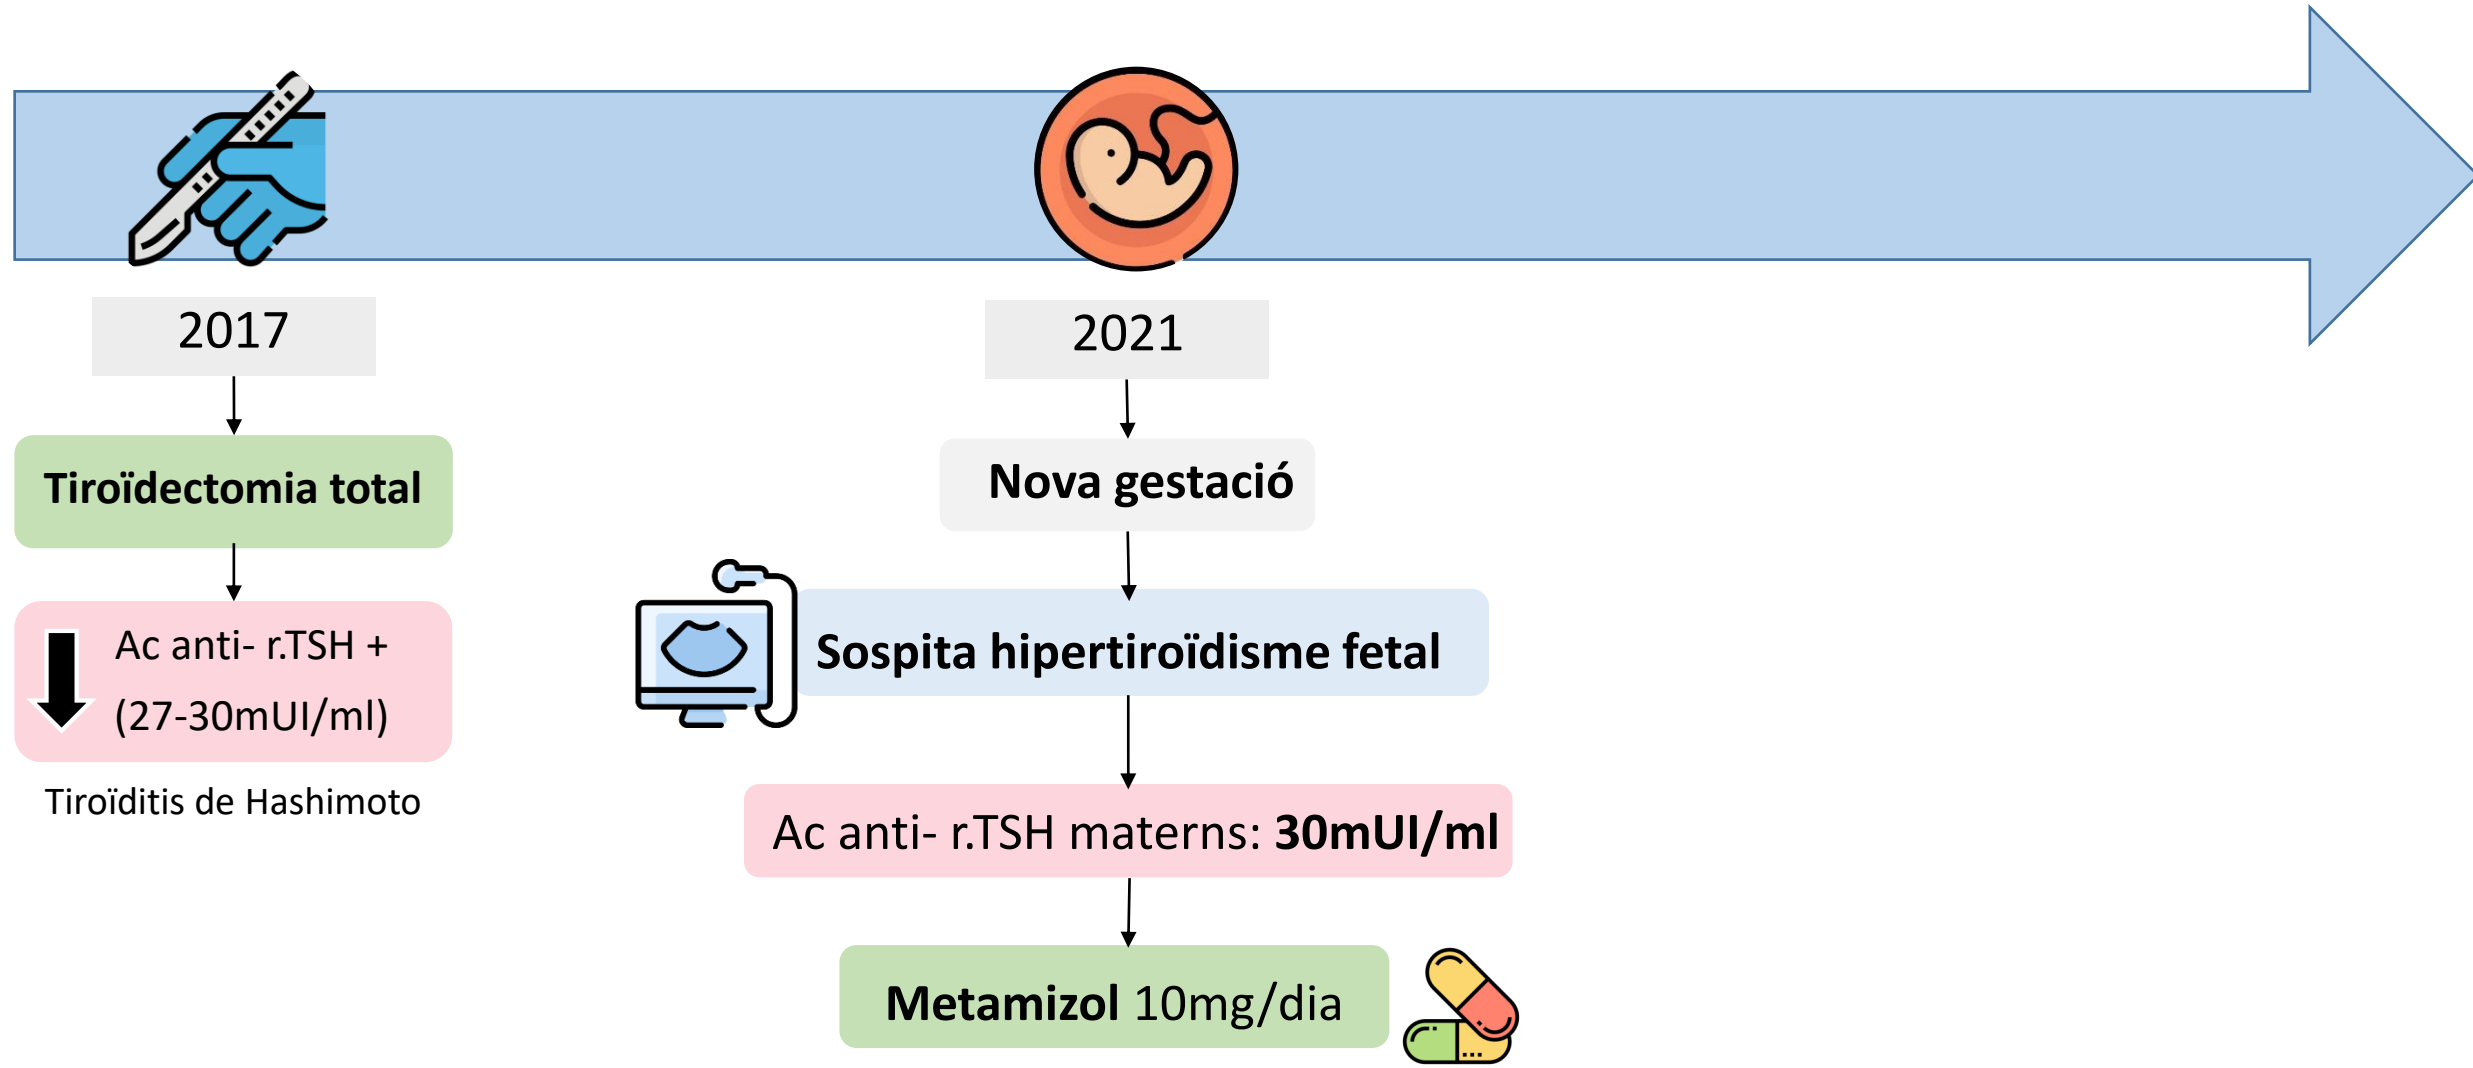 2017
Tiroïdectomia total
Ac anti- r.TSH +
(27-30mUI/ml)
Tiroïditis de Hashimoto
2021
Nova gestació
Sospita hipertiroïdisme fetal
Ac anti- r.TSH materns: 30mUI/ml
Metamizol 10mg/dia